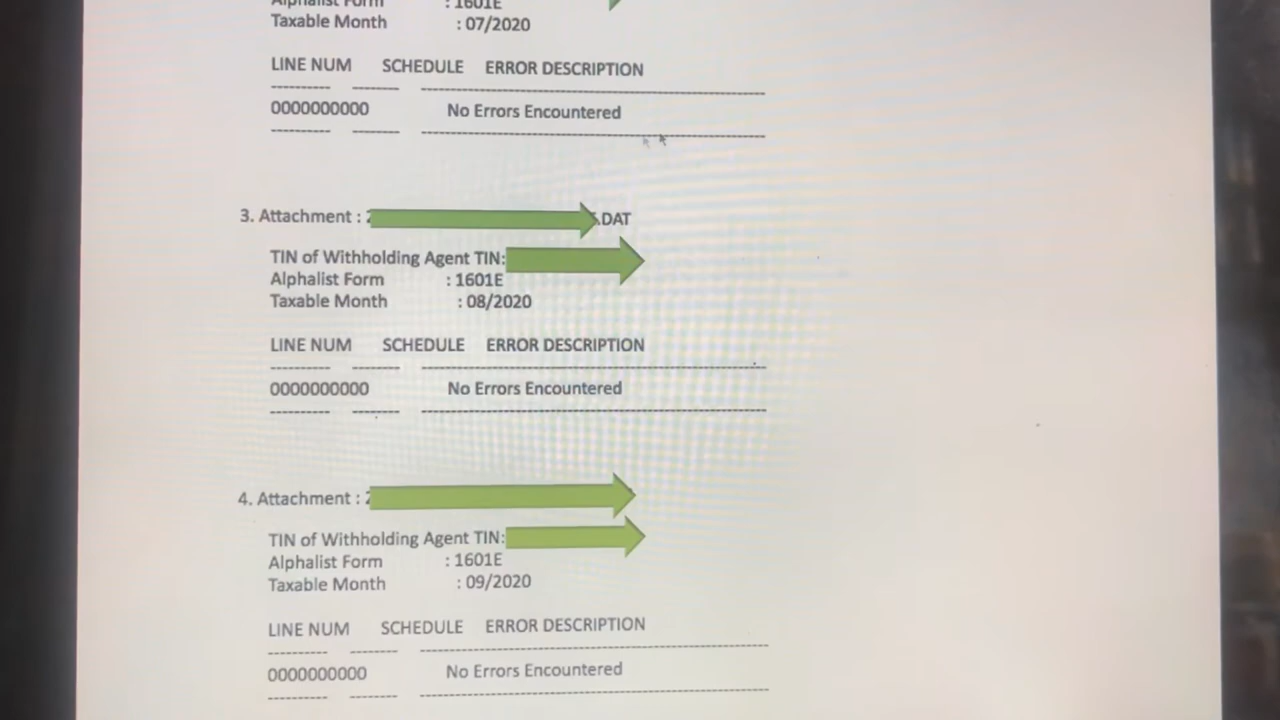 Alphalist Form : 1601E
Taxable Month : 07/2020
LINE NUM SCHEDULE ERROR DESCRIPTION
---------- -------- ------------------------------------------------------------
0000000000 No Errors Encountered
---------- -------- ------------------------------------------------------------
3. Attachment : .DAT
TIN of Withholding Agent TIN:
Alphalist Form : 1601E
Taxable Month : 08/2020
LINE NUM SCHEDULE ERROR DESCRIPTION
---------- -------- ------------------------------------------------------------
0000000000 No Errors Encountered
---------- -------- ------------------------------------------------------------
4. Attachment :
TIN of Withholding Agent TIN:
Alphalist Form : 1601E
Taxable Month : 09/2020
LINE NUM SCHEDULE ERROR DESCRIPTION
---------- -------- ------------------------------------------------------------
0000000000 No Errors Encountered
---------- -------- ------------------------------------------------------------